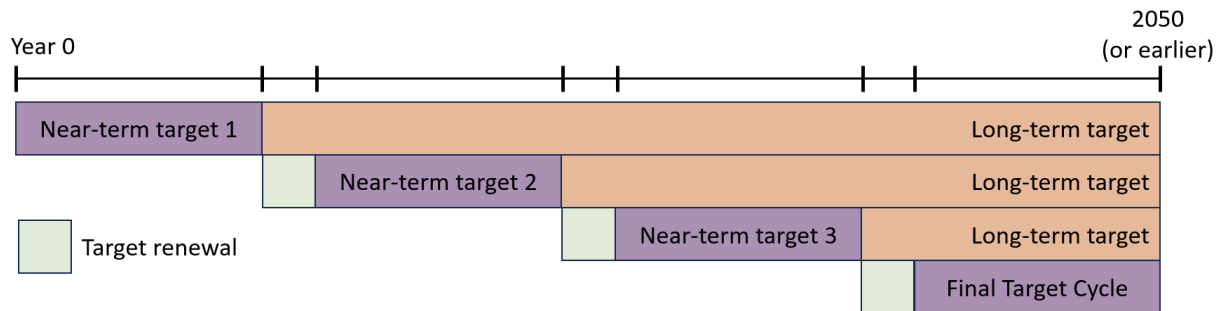 Year 0
2050
(or earlier)
Near-term target 1
Long-term target
Near-term target 2
Long-term target
Near-term target 3
Long-term target
Target renewal
Final Target Cycle